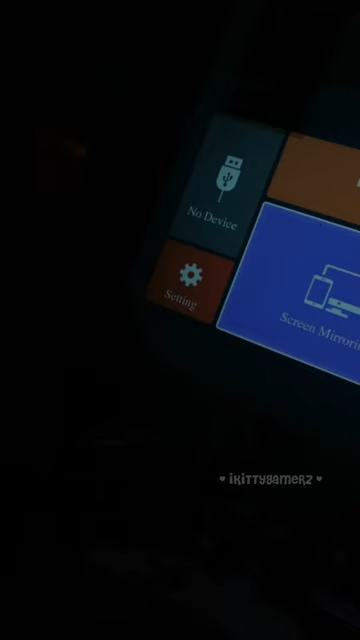 No Device
Setting
Screen Mirrorin
♥ iKittyGamerz ♥